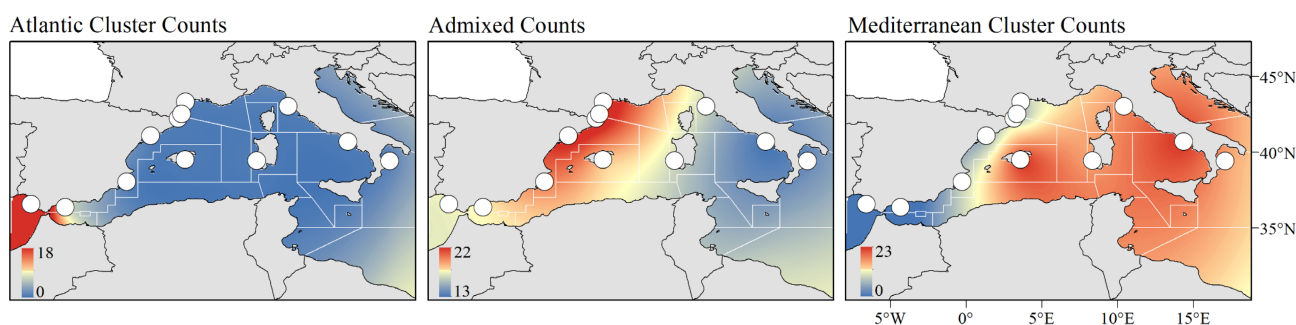 Atlantic Cluster Counts
Admixed Counts
Mediterranean Cluster Counts
45°N
40°N
35°N
18
0
22
13
23
0
5°W
0°
5°E
10°E
15°E